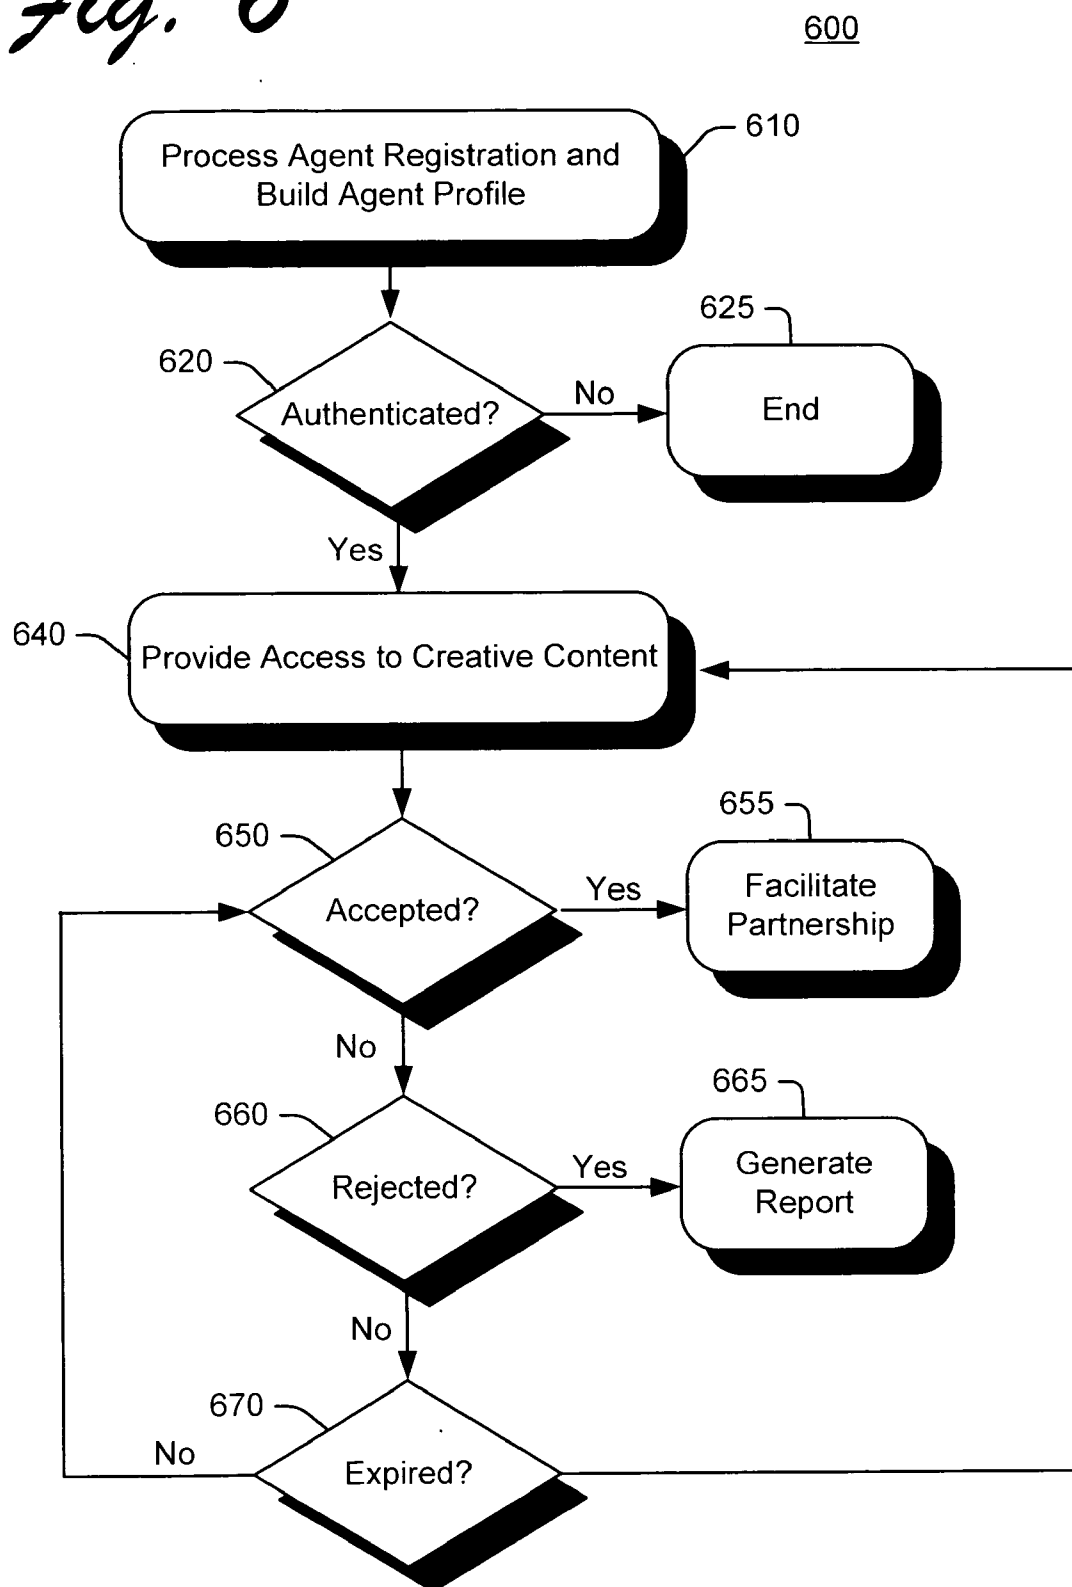 Fig. 6
600
610
Process Agent Registration and
Build Agent Profile
625
620
Authenticated?
No
End
Yes
640
Provide Access to Creative Content
655
650
Accepted?
Yes
Facilitate
Partnership
No
665
660
Rejected?
Yes
Generate
Report
No
670
No
Expired?